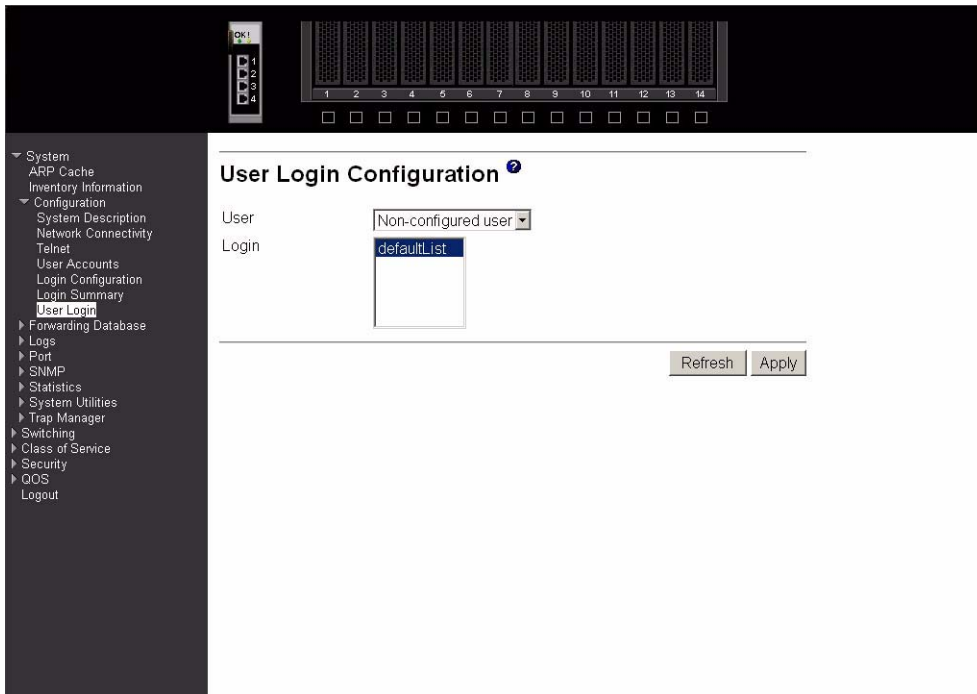 OK!
1
2
3
4
1 2 3 4 5 6 7 8 9 10 11 12 13 14
System
ARP Cache
Inventory Information
Configuration
System Description
Network Connectivity
Telnet
User Accounts
Login Configuration
Login Summary
User Login
Forwarding Database
Logs
Port
SNMP
Statistics
System Utilities
Trap Manager
Switching
Class of Service
Security
QOS
Logout
User Login Configuration ?
User Non-configured user
Login defaultList
Refresh Apply